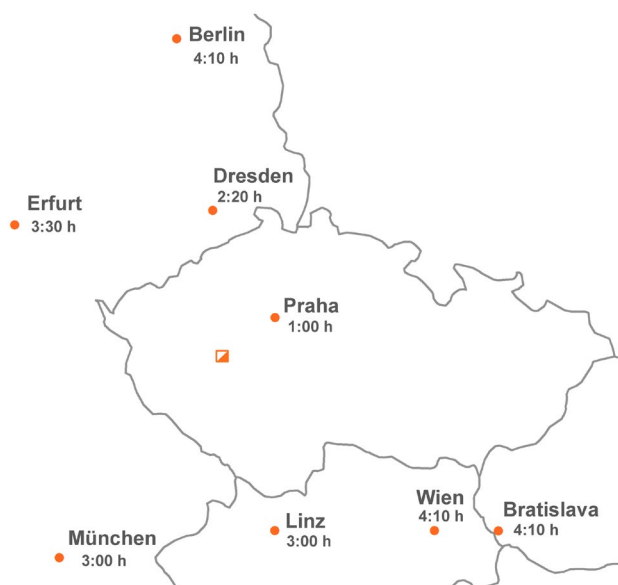 Berlin
4:10 h
Dresden
2:20 h
Erfurt
3:30 h
Praha
1:00 h
Wien
4:10 h
Bratislava
4:10 h
Linz
3:00 h
München
3:00 h